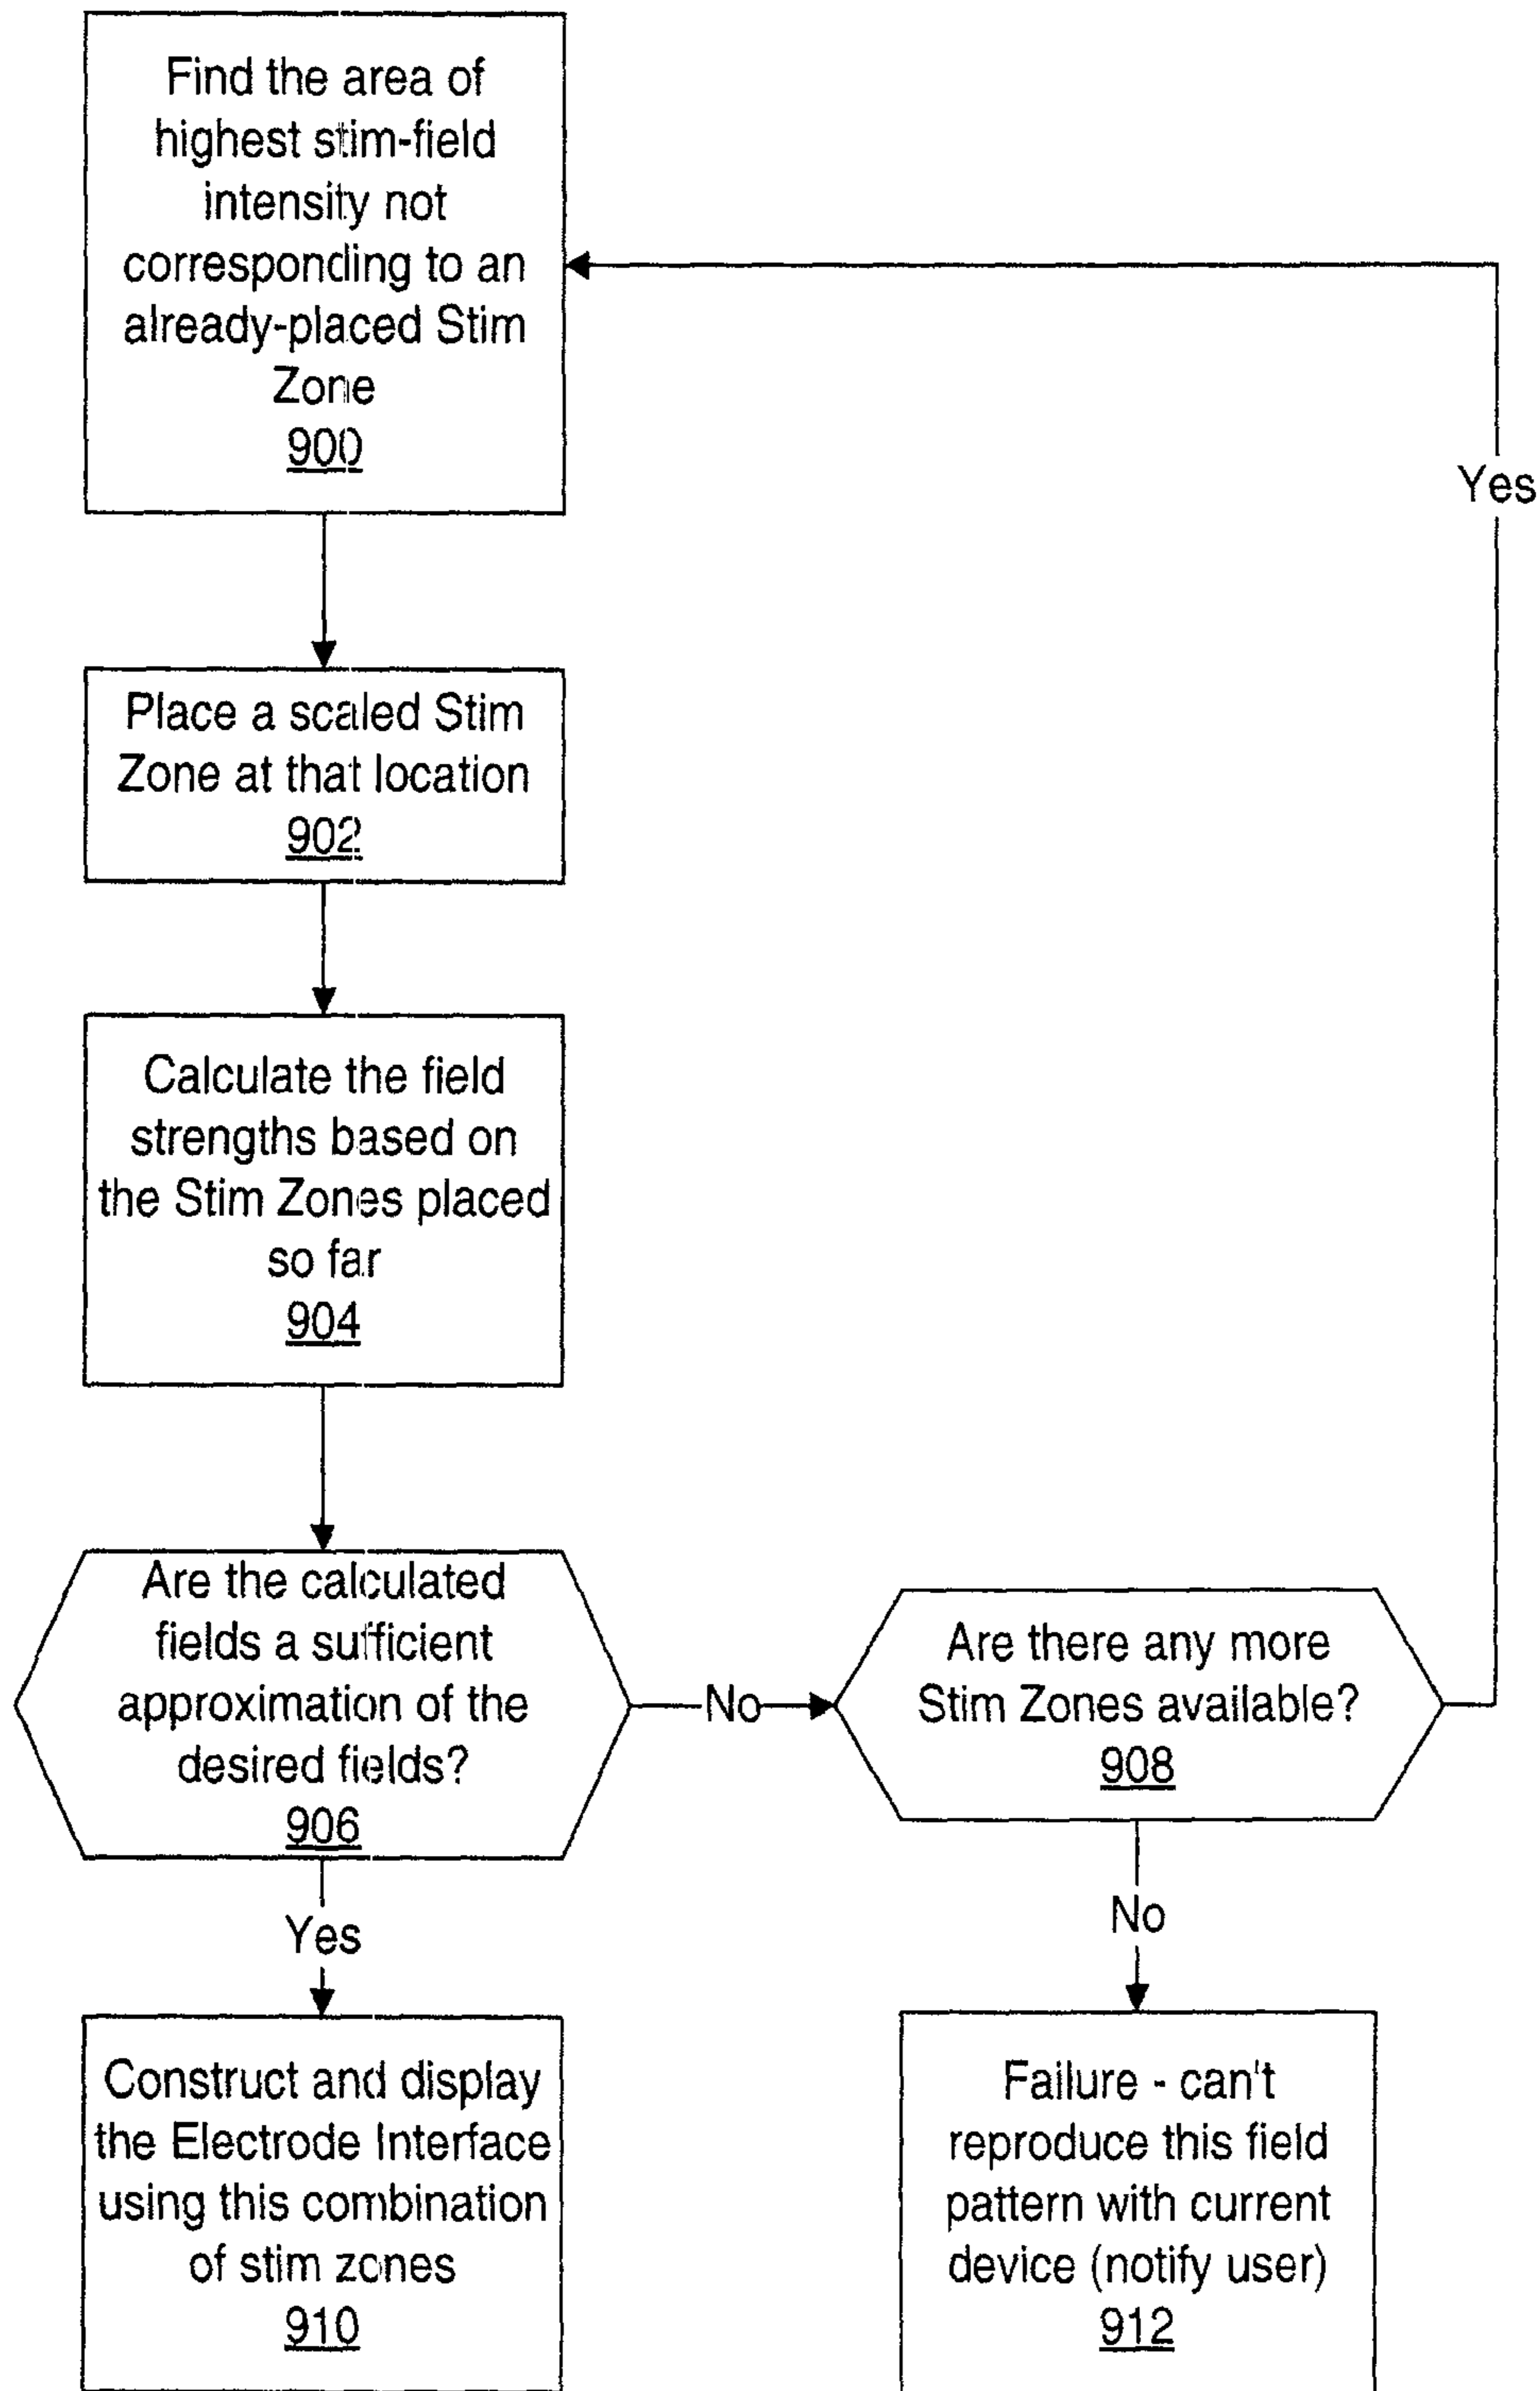 Find the area of
highest stim-field
intensity not
corresponding to an
already-placed Stim
Zone
900
Yes
Place a scaled Stim
Zone at that location
902
Calculate the field
strengths based on
the Stim Zones placed
so far
904
Are the calculated
fields a sufficient
approximation of the
desired fields?
906
No
Are there any more
Stim Zones available?
908
Yes
No
Construct and display
the Electrode Interface
using this combination
of stim zones
910
Failure - can't
reproduce this field
pattern with current
device (notify user)
912